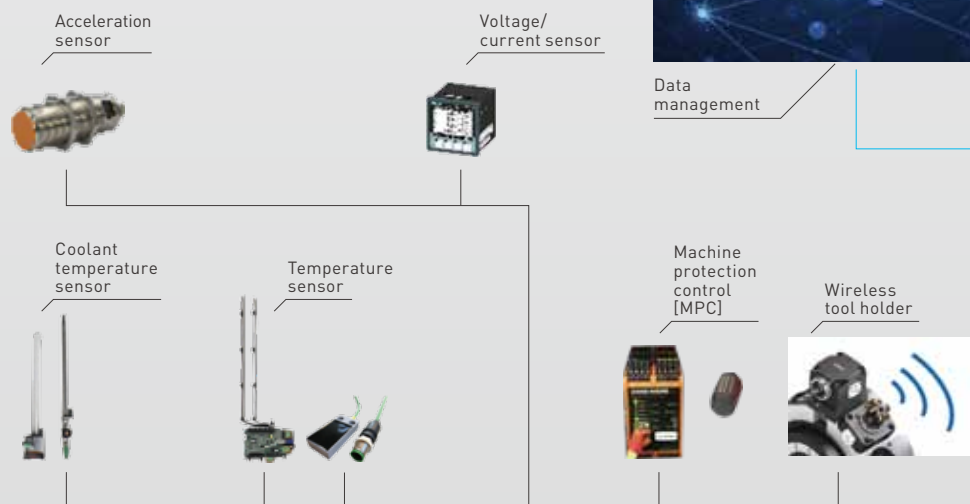 Acceleration
sensor
Voltage/
current sensor
Data
management
Coolant
temperature
sensor
Temperature
sensor
Machine
protection
control
[MPC]
Wireless
tool holder